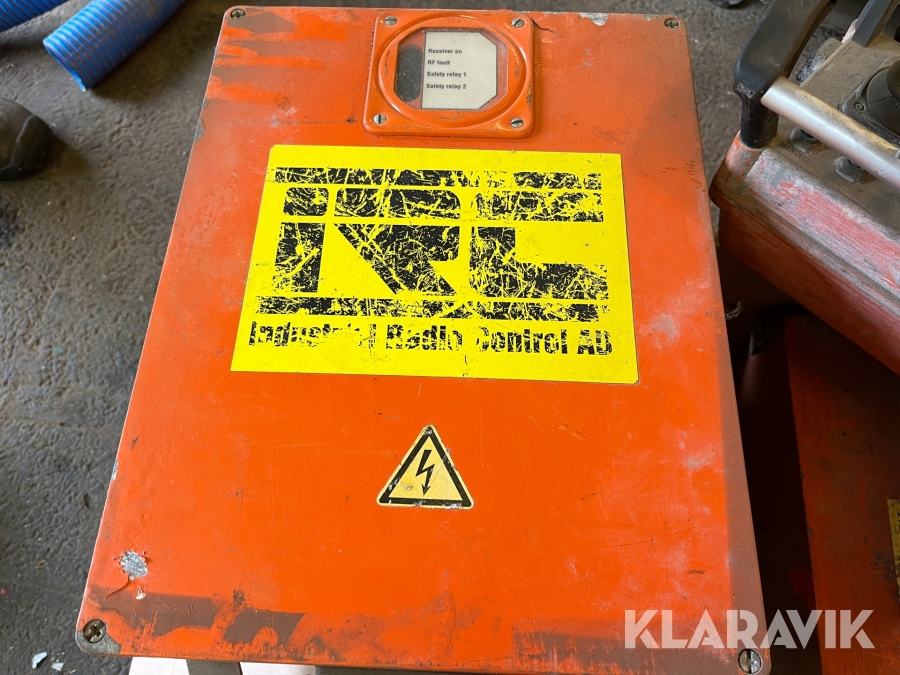 Receiver on
RF fault
Safety relay 1
Safety relay 2
iRC
Industrial Radio Control AB
KLARAVIK